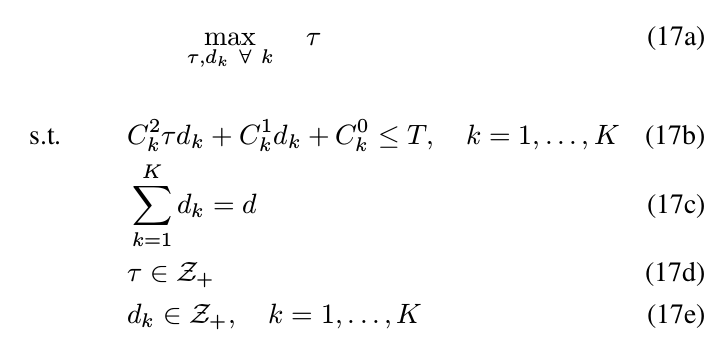 max τ (17a)
τ,d_k ∀ k
s.t. C_k^2 τ d_k + C_k^1 d_k + C_k^0 ≤ T, k = 1, . . . , K (17b)
\sum_{k=1}^{K} d_k = d (17c)
τ ∈ 𝒵_+ (17d)
d_k ∈ 𝒵_+, k = 1, . . . , K (17e)